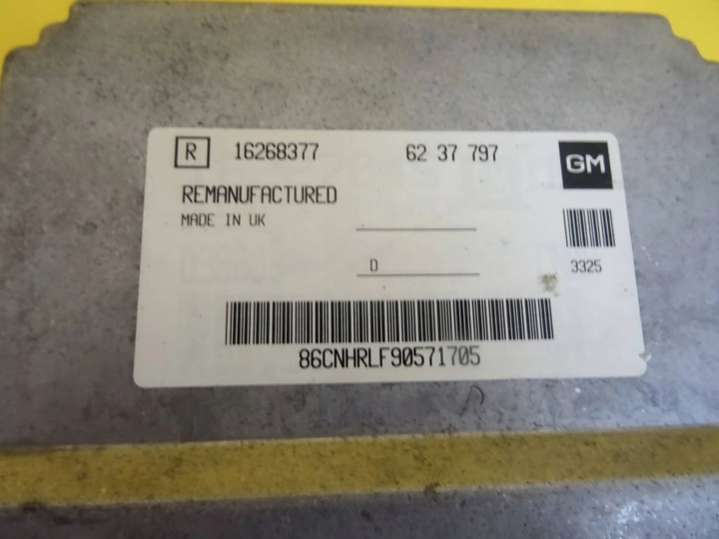 R 16268377 62 37 797 GM
REMANUFACTURED
MADE IN UK
D
3325
86CNHRLF90571705